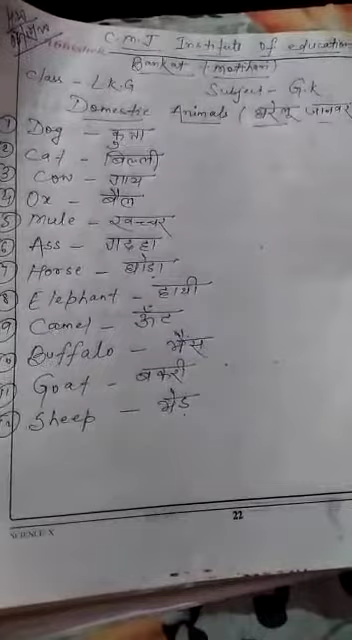 C.M.J Institute of education
Bankat (Motihari)
Class - L.K.G Subject - G.K
Domestic Animals (घरेलू जानवर
1 Dog - कुत्ता
2 Cat - बिल्ली
3 Cow - गाय
4 Ox - बैल
5 Mule - खच्चर
6 Ass - गदहा
7 Horse - घोड़ा
8 Elephant - हाथी
9 Camel - ऊँट
10 Buffalo - भैंस
11 Goat - बकरी
12 Sheep - भेड़
22
SCIENCE-X